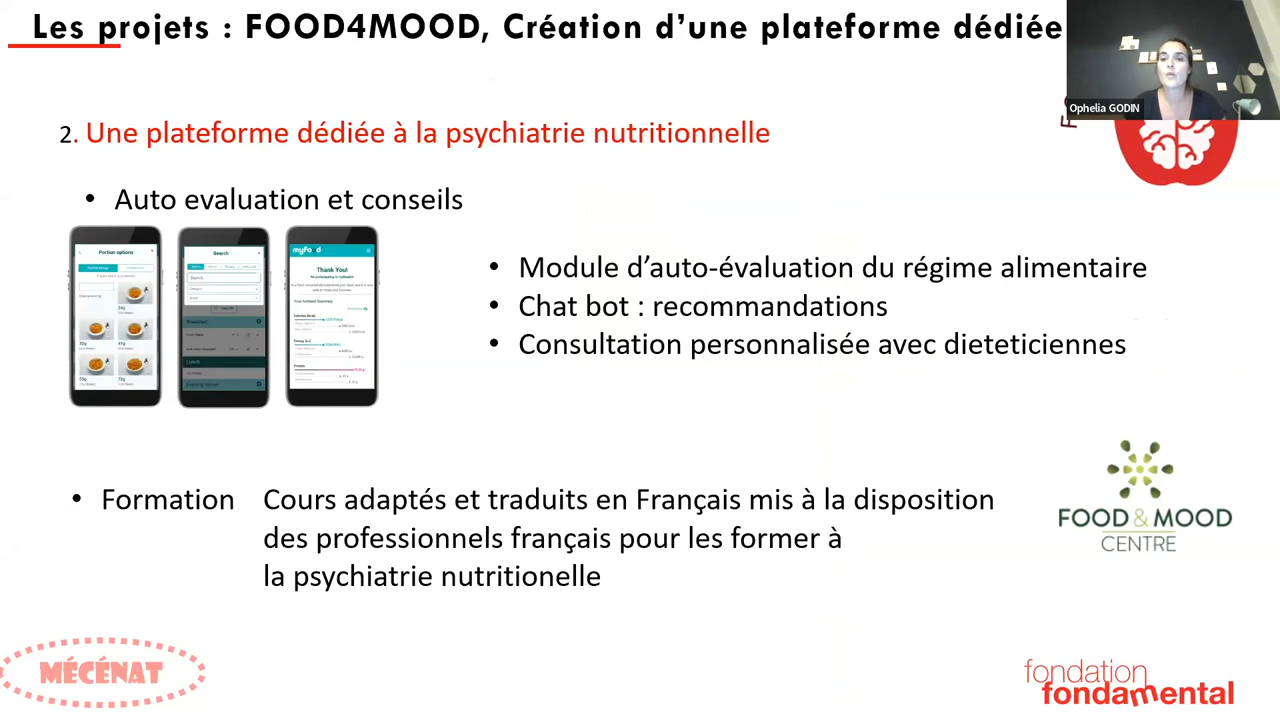 Les projets : FOOD4MOOD, Création d'une plateforme dédiée
Ophelia GODIN
2. Une plateforme dédiée à la psychiatrie nutritionnelle
• Auto evaluation et conseils
Portion options
Search
myFood
Thank You!
• Module d'auto-évaluation du régime alimentaire
• Chat bot : recommandations
• Consultation personnalisée avec dieteticiennes
• Formation Cours adaptés et traduits en Français mis à la disposition
des professionnels français pour les former à
la psychiatrie nutritionelle
FOOD & MOOD
CENTRE
MÉCÉNAT
fondation
fondamental